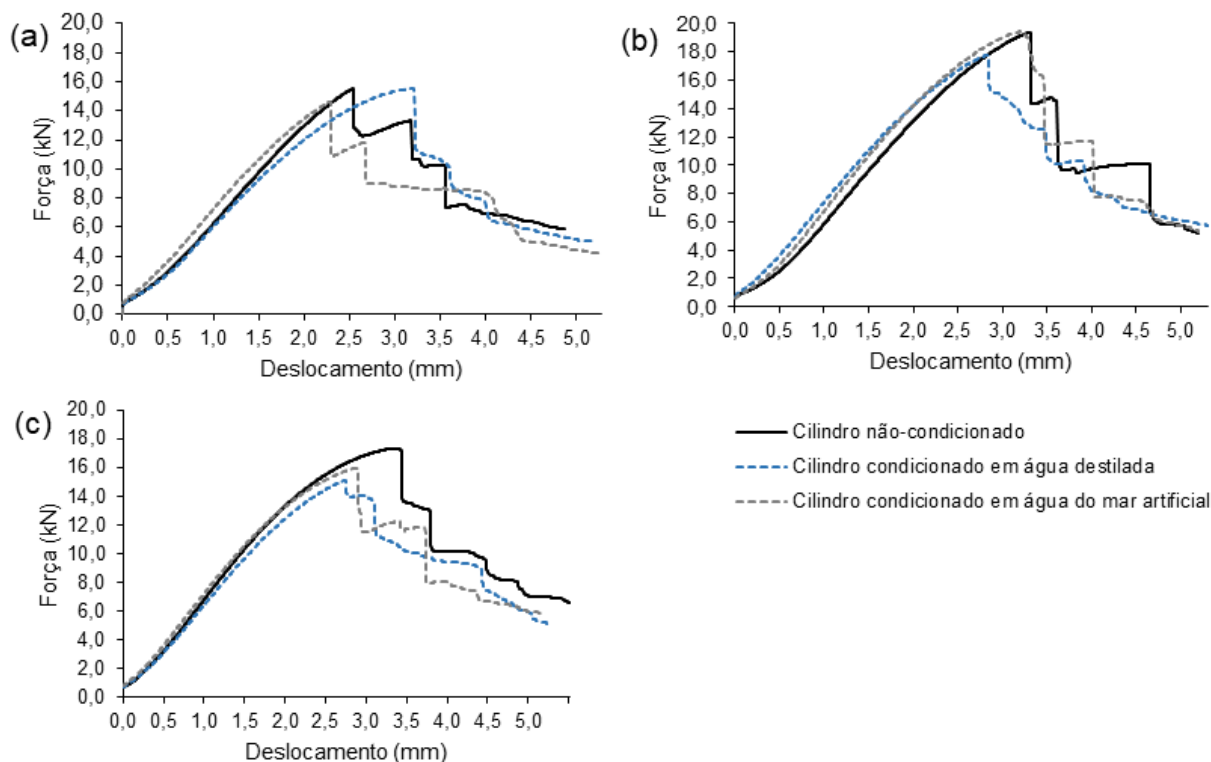 (a)
20,0
18,0
16,0
14,0
12,0
10,0
8,0
6,0
4,0
2,0
0,0
Força (kN)
0,0 0,5 1,0 1,5 2,0 2,5 3,0 3,5 4,0 4,5 5,0
Deslocamento (mm)
(b)
20,0
18,0
16,0
14,0
12,0
10,0
8,0
6,0
4,0
2,0
0,0
Força (kN)
0,0 0,5 1,0 1,5 2,0 2,5 3,0 3,5 4,0 4,5 5,0
Deslocamento (mm)
(c)
20,0
18,0
16,0
14,0
12,0
10,0
8,0
6,0
4,0
2,0
0,0
Força (kN)
0,0 0,5 1,0 1,5 2,0 2,5 3,0 3,5 4,0 4,5 5,0
Deslocamento (mm)
Cilindro não-condicionado
Cilindro condicionado em água destilada
Cilindro condicionado em água do mar artificial